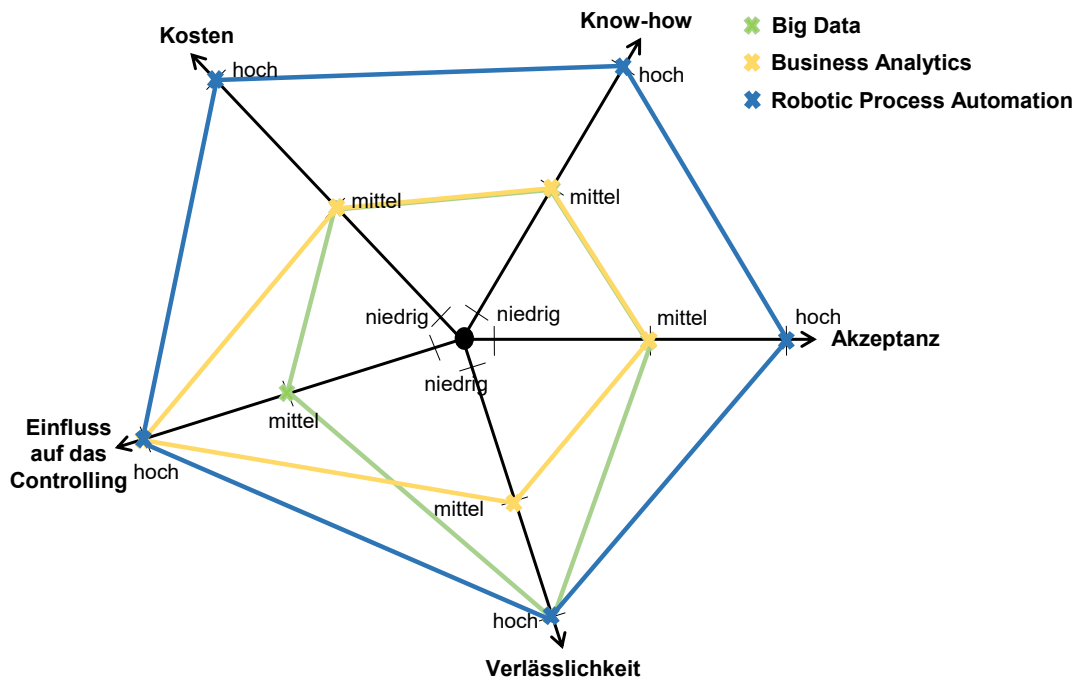 Know-how
Big Data
Kosten
Business Analytics
hoch
hoch
Robotic Process Automation
mittel
mittel
niedrig
niedrig
mittel
hoch
Akzeptanz
niedrig
mittel
Einfluss
auf das
Controlling
hoch
mittel
hoch
Verlässlichkeit